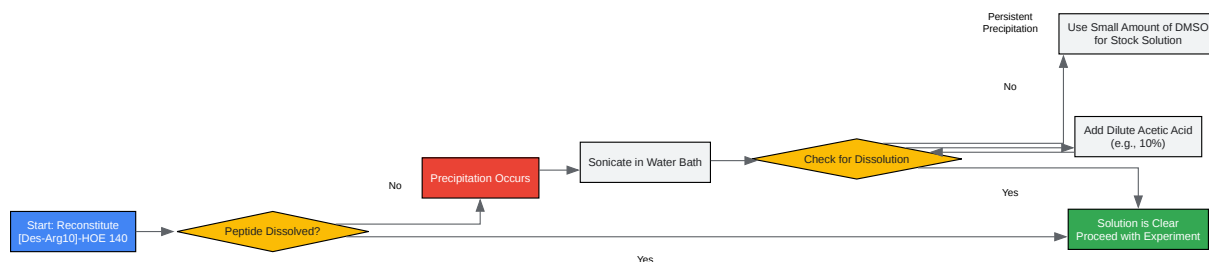 Persistent
Precipitation
Use Small Amount of DMSO
for Stock Solution
No
Add Dilute Acetic Acid
(e.g., 10%)
Sonicate in Water Bath
Check for Dissolution
Precipitation Occurs
No
Yes
Start: Reconstitute
[Des-Arg10]-HOE 140
Peptide Dissolved?
Solution is Clear
Proceed with Experiment
Yes